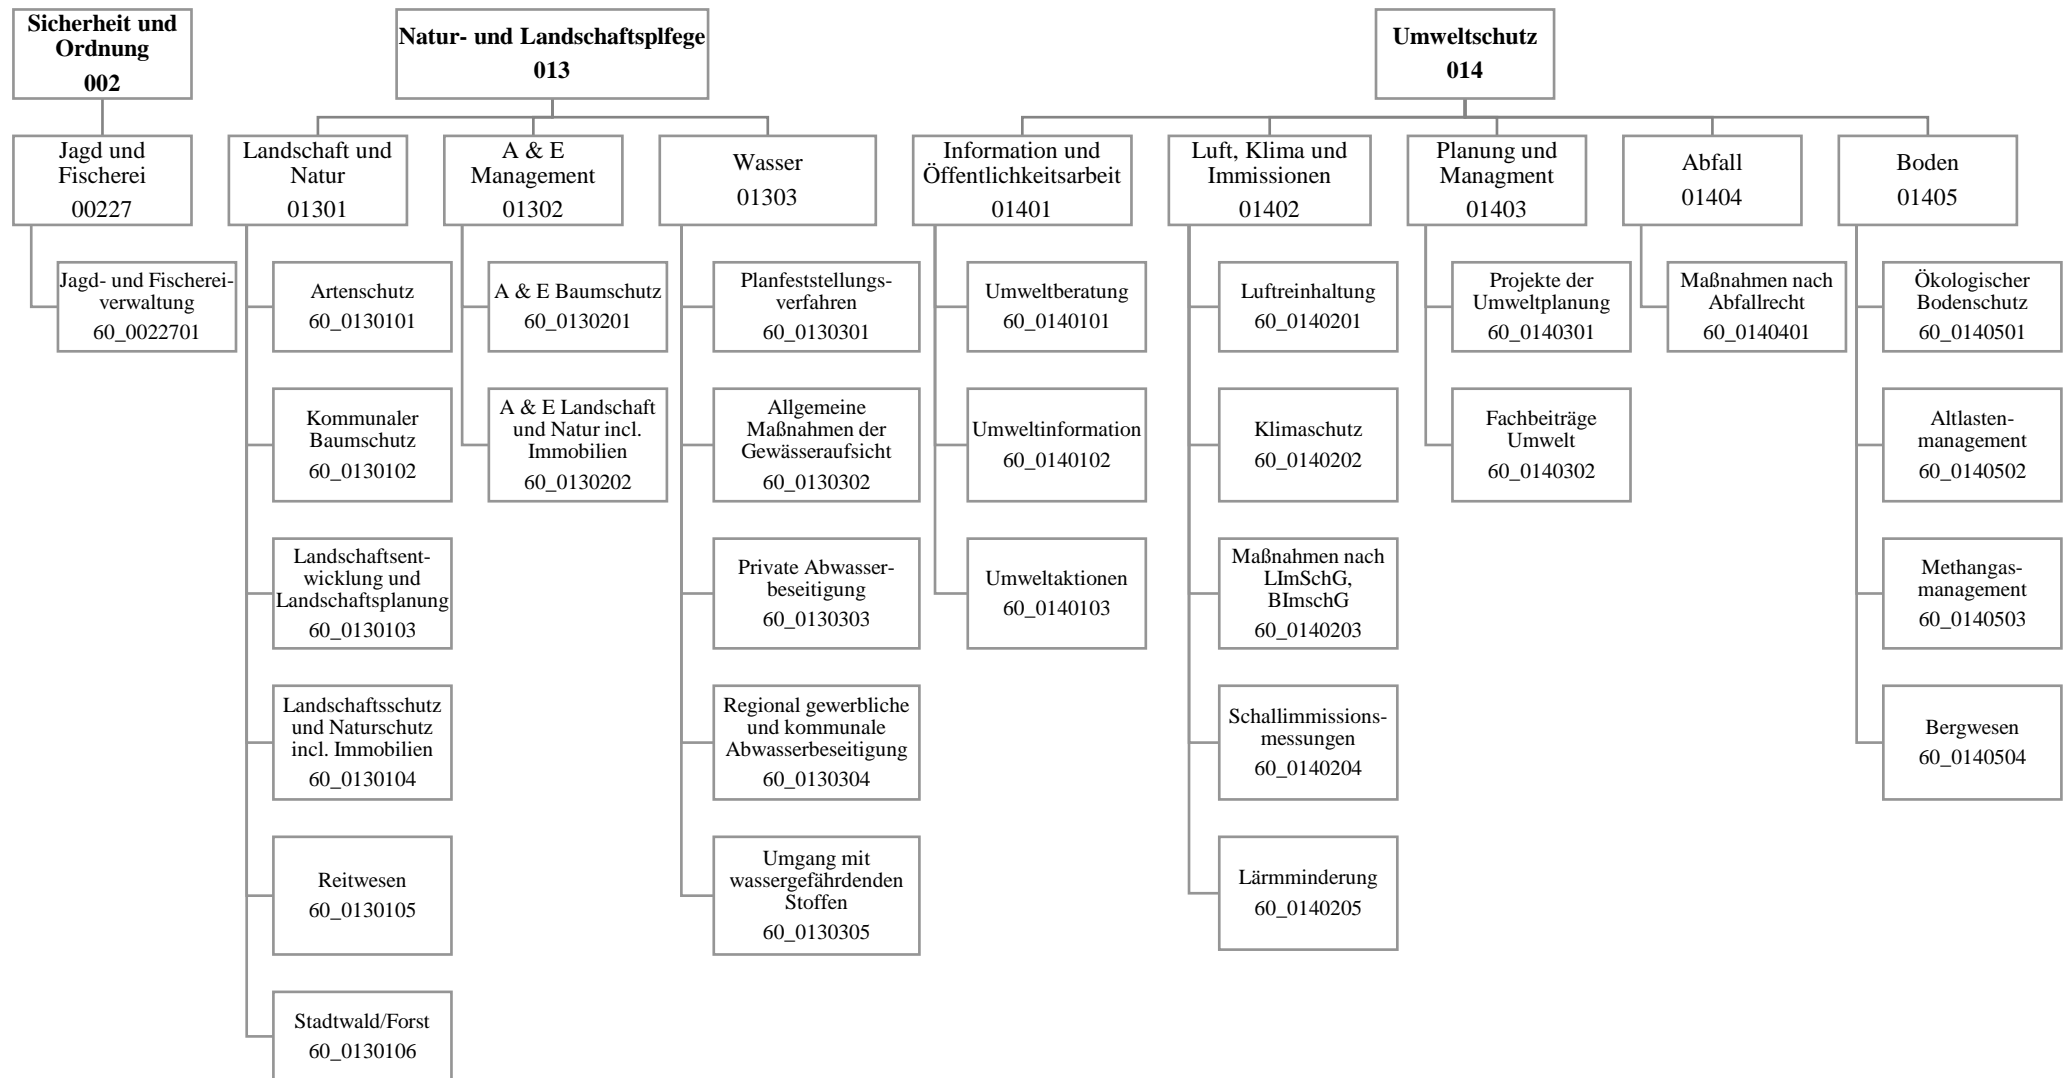 Sicherheit und
Ordnung
002
Natur- und Landschaftsplfege
013
Umweltschutz
014
Jagd und
Fischerei
00227
Landschaft und
Natur
01301
A & E
Management
01302
Wasser
01303
Information und
Öffentlichkeitsarbeit
01401
Luft, Klima und
Immissionen
01402
Planung und
Managment
01403
Abfall
01404
Boden
01405
Jagd- und Fischerei-
verwaltung
60_0022701
Artenschutz
60_0130101
Kommunaler
Baumschutz
60_0130102
Landschaftsent-
wicklung und
Landschaftsplanung
60_0130103
Landschaftsschutz
und Naturschutz
incl. Immobilien
60_0130104
Reitwesen
60_0130105
Stadtwald/Forst
60_0130106
A & E Baumschutz
60_0130201
A & E Landschaft
und Natur incl.
Immobilien
60_0130202
Planfeststellungs-
verfahren
60_0130301
Allgemeine
Maßnahmen der
Gewässeraufsicht
60_0130302
Private Abwasser-
beseitigung
60_0130303
Regional gewerbliche
und kommunale
Abwasserbeseitigung
60_0130304
Umgang mit
wassergefährdenden
Stoffen
60_0130305
Umweltberatung
60_0140101
Umweltinformation
60_0140102
Umweltaktionen
60_0140103
Luftreinhaltung
60_0140201
Klimaschutz
60_0140202
Maßnahmen nach
LImSchG,
BImschG
60_0140203
Schallimmissions-
messungen
60_0140204
Lärmminderung
60_0140205
Projekte der
Umweltplanung
60_0140301
Fachbeiträge
Umwelt
60_0140302
Maßnahmen nach
Abfallrecht
60_0140401
Ökologischer
Bodenschutz
60_0140501
Altlasten-
management
60_0140502
Methangas-
management
60_0140503
Bergwesen
60_0140504